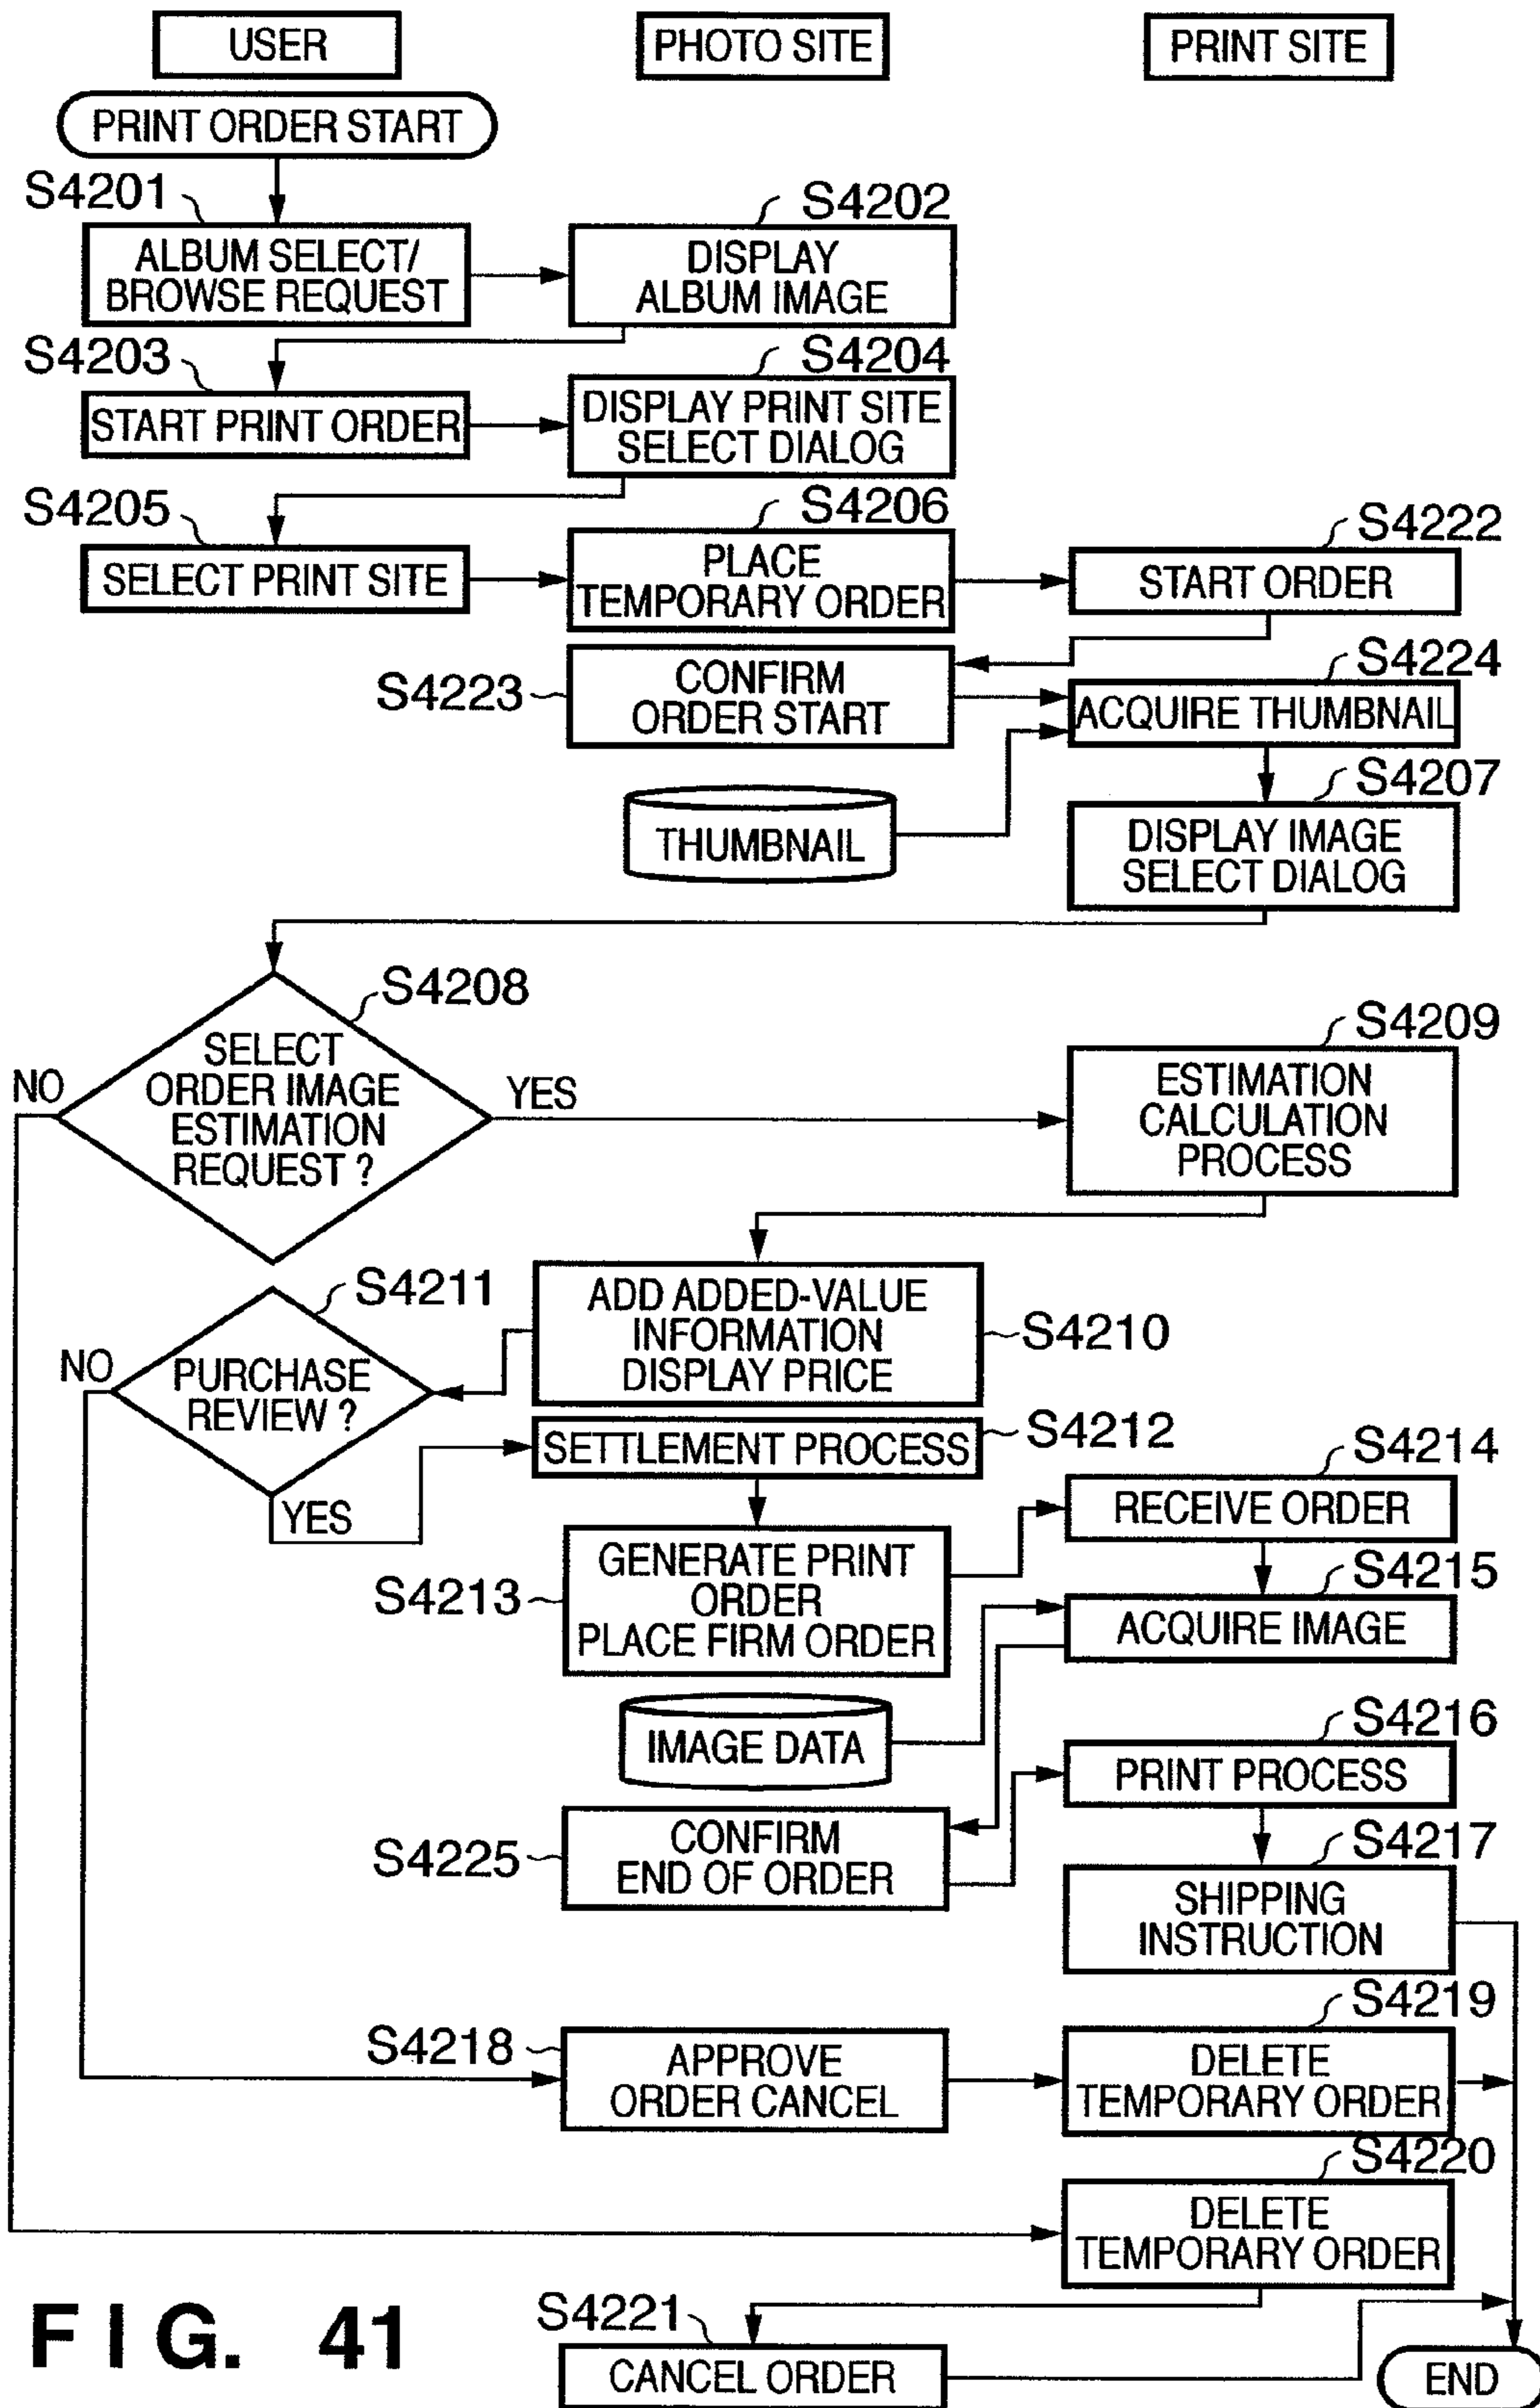 USER
PHOTO SITE
PRINT SITE
PRINT ORDER START
S4201
ALBUM SELECT/
BROWSE REQUEST
S4202
DISPLAY
ALBUM IMAGE
S4203
START PRINT ORDER
S4204
DISPLAY PRINT SITE
SELECT DIALOG
S4205
SELECT PRINT SITE
S4206
PLACE
TEMPORARY ORDER
S4222
START ORDER
S4223
CONFIRM
ORDER START
S4224
ACQUIRE THUMBNAIL
THUMBNAIL
S4207
DISPLAY IMAGE
SELECT DIALOG
S4208
SELECT
ORDER IMAGE
ESTIMATION
REQUEST ?
NO
YES
S4209
ESTIMATION
CALCULATION
PROCESS
S4210
ADD ADDED-VALUE
INFORMATION
DISPLAY PRICE
S4211
PURCHASE
REVIEW ?
NO
YES
S4212
SETTLEMENT PROCESS
S4213
GENERATE PRINT
ORDER
PLACE FIRM ORDER
S4214
RECEIVE ORDER
S4215
ACQUIRE IMAGE
IMAGE DATA
S4225
CONFIRM
END OF ORDER
S4216
PRINT PROCESS
S4217
SHIPPING
INSTRUCTION
S4218
APPROVE
ORDER CANCEL
S4219
DELETE
TEMPORARY ORDER
S4220
DELETE
TEMPORARY ORDER
S4221
CANCEL ORDER
END
FIG. 41